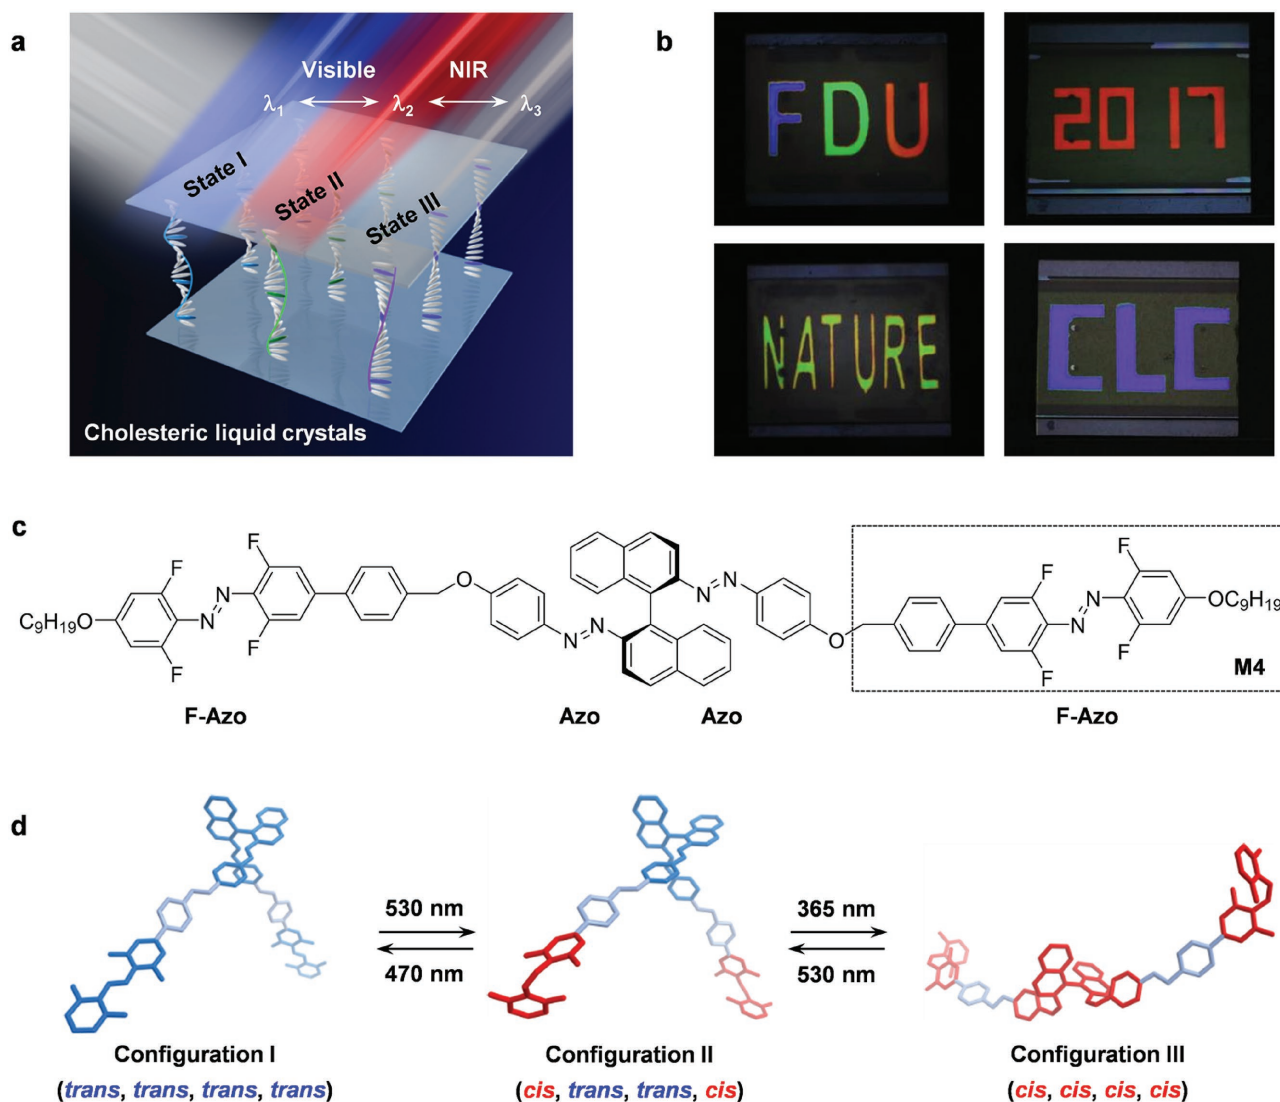 a
Visible
NIR
λ1
λ2
λ3
State I
State II
State III
Cholesteric liquid crystals
b
FDU
2017
NATURE
CLC
c
F
F
F
F
N
N
C9H19O
O
N
N
N
N
O
F
F
F
F
N
N
OC9H19
M4
F-Azo
Azo
Azo
F-Azo
d
530 nm
470 nm
365 nm
530 nm
Configuration I
(trans, trans, trans, trans)
Configuration II
(cis, trans, trans, cis)
Configuration III
(cis, cis, cis, cis)